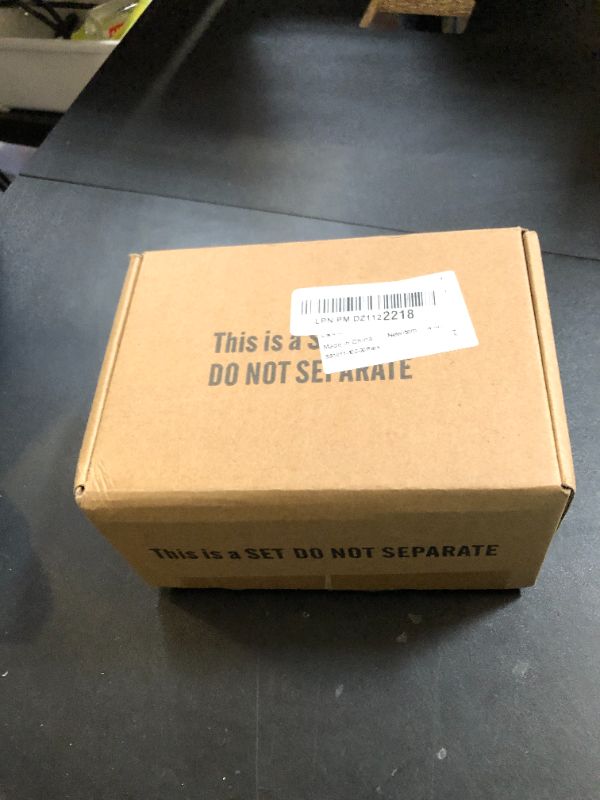 LPN PM DZ1122218
Made in China
This is a
DO NOT SEPARATE
This is a SET DO NOT SEPARATE